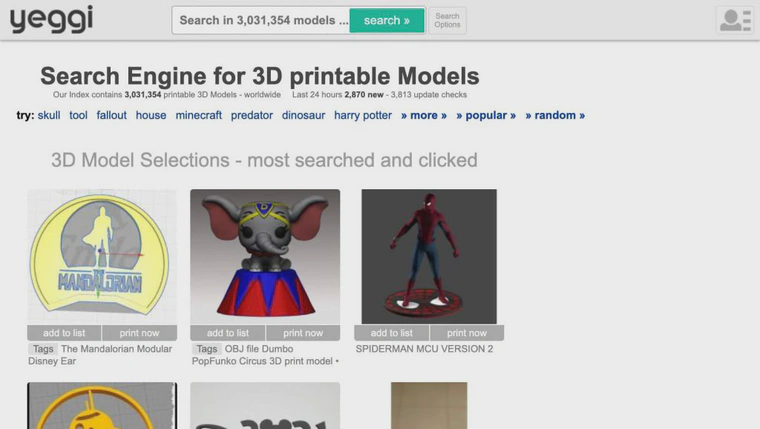 yeggi
Search in 3,031,354 models ...
search »
Search
Options
Search Engine for 3D printable Models
Our Index contains 3,031,354 printable 3D Models - worldwide Last 24 hours 2,870 new - 3,813 update checks
try: skull tool fallout house minecraft predator dinosaur harry potter » more » » popular » » random »
3D Model Selections - most searched and clicked
THE
MANDALORIAN
D
add to list print now
add to list print now
add to list print now
Tags The Mandalorian Modular
Disney Ear
Tags OBJ file Dumbo
PopFunko Circus 3D print model •
SPIDERMAN MCU VERSION 2